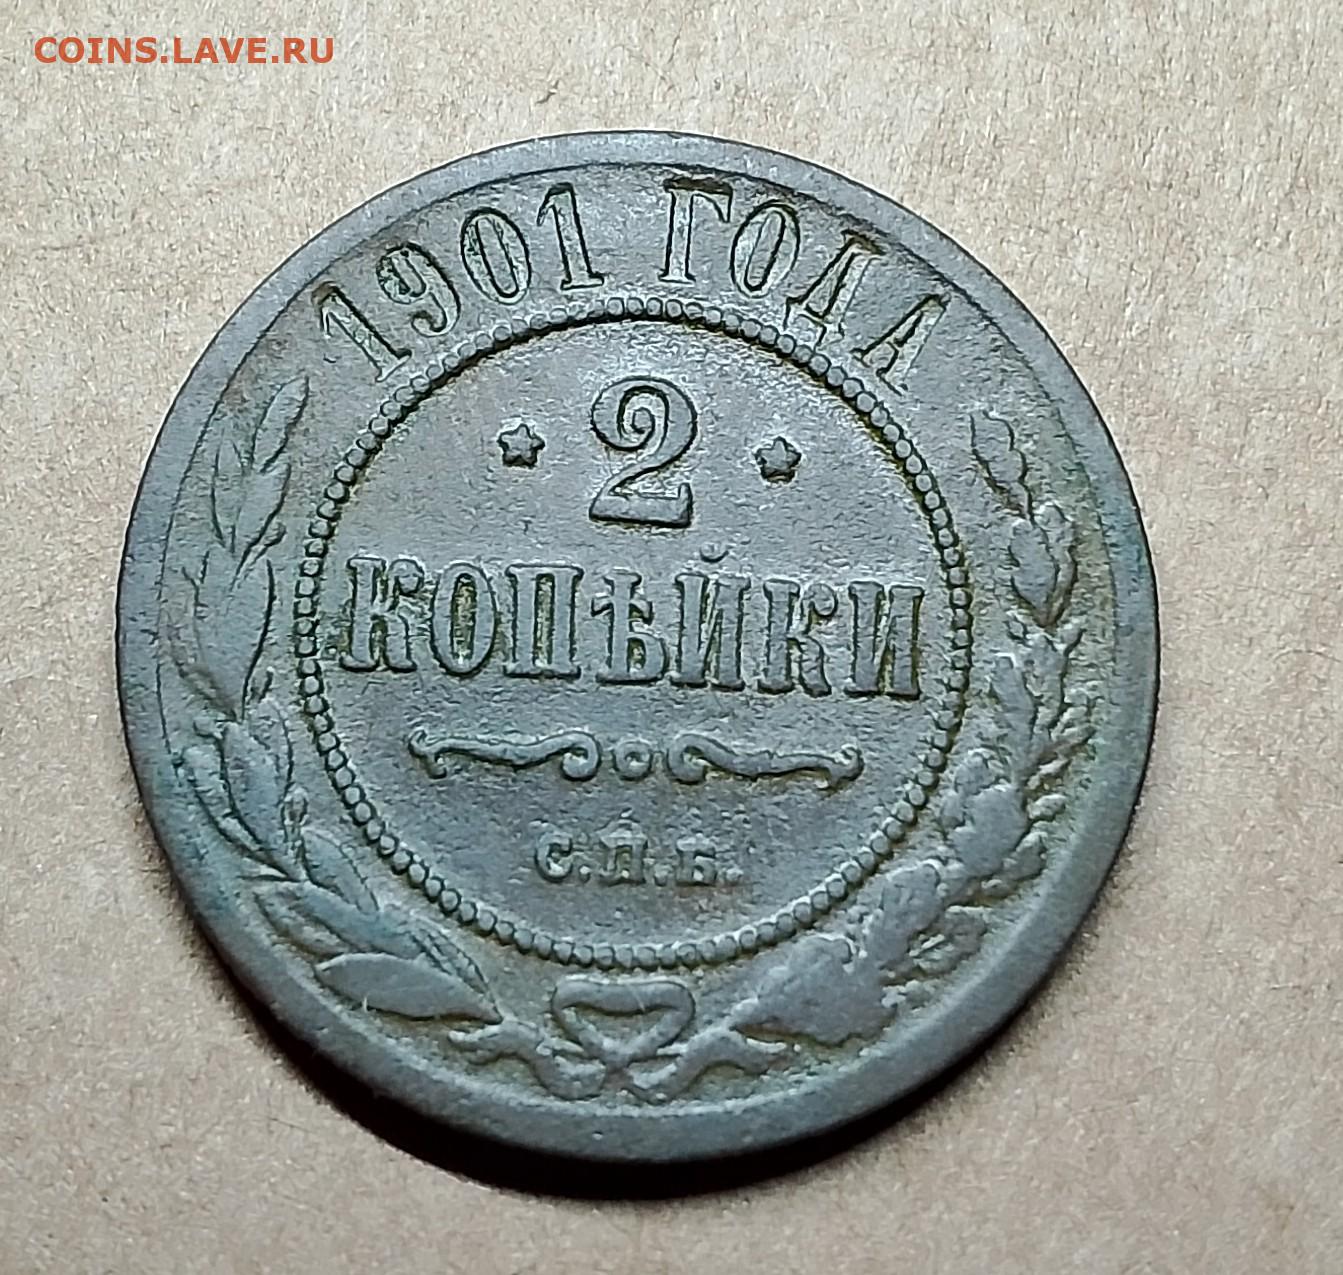 COINS.LAVE.RU
1901 ГОДА
2
КОПѢЙКИ
С.П.Б.